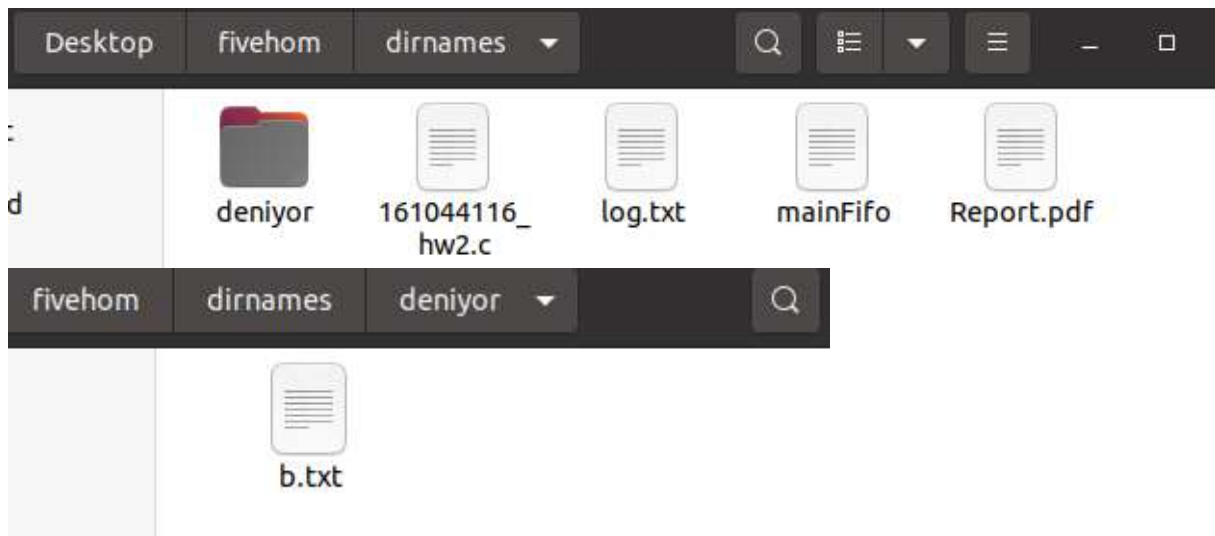 Desktop fivehom dirnames
t
d
deniyor 161044116_ log.txt mainFifo Report.pdf
hw2.c
fivehom dirnames deniyor
b.txt